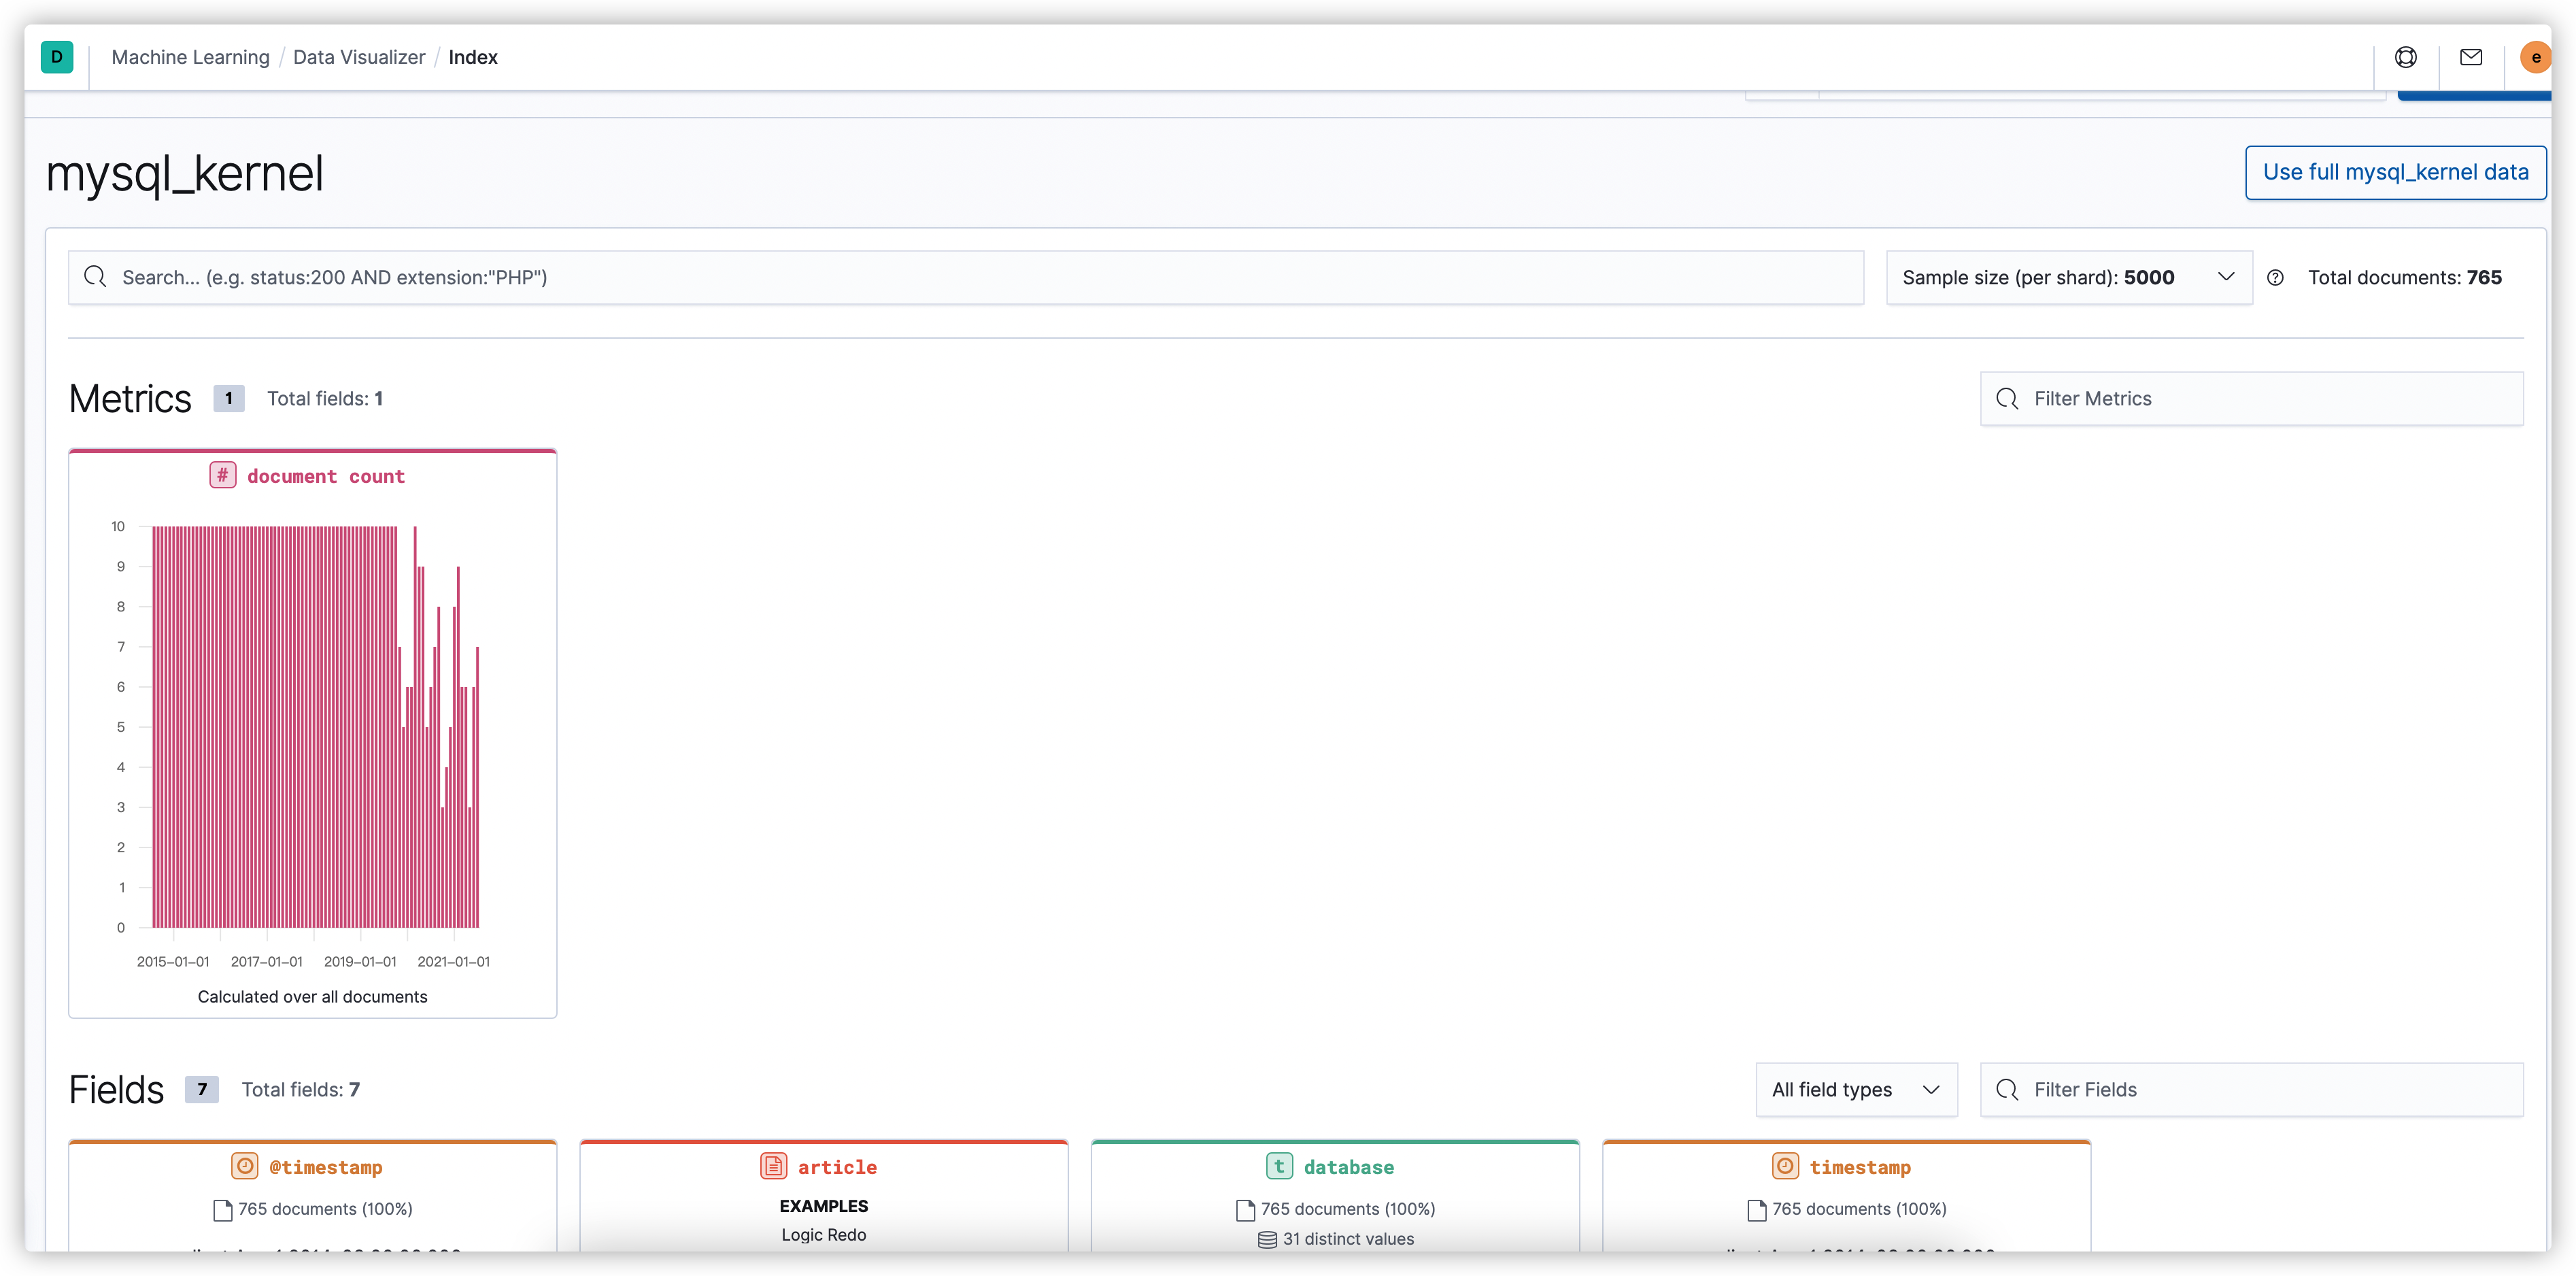 D
Machine Learning / Data Visualizer / Index
e
mysql_kernel
Use full mysql_kernel data
Search... (e.g. status:200 AND extension:"PHP")
Sample size (per shard): 5000
Total documents: 765
Metrics 1 Total fields: 1
Filter Metrics
# document count
10
9
8
7
6
5
4
3
2
1
0
2015-01-01 2017-01-01 2019-01-01 2021-01-01
Calculated over all documents
Fields 7 Total fields: 7
All field types
Filter Fields
@timestamp
765 documents (100%)
article
EXAMPLES
Logic Redo
t database
765 documents (100%)
31 distinct values
timestamp
765 documents (100%)